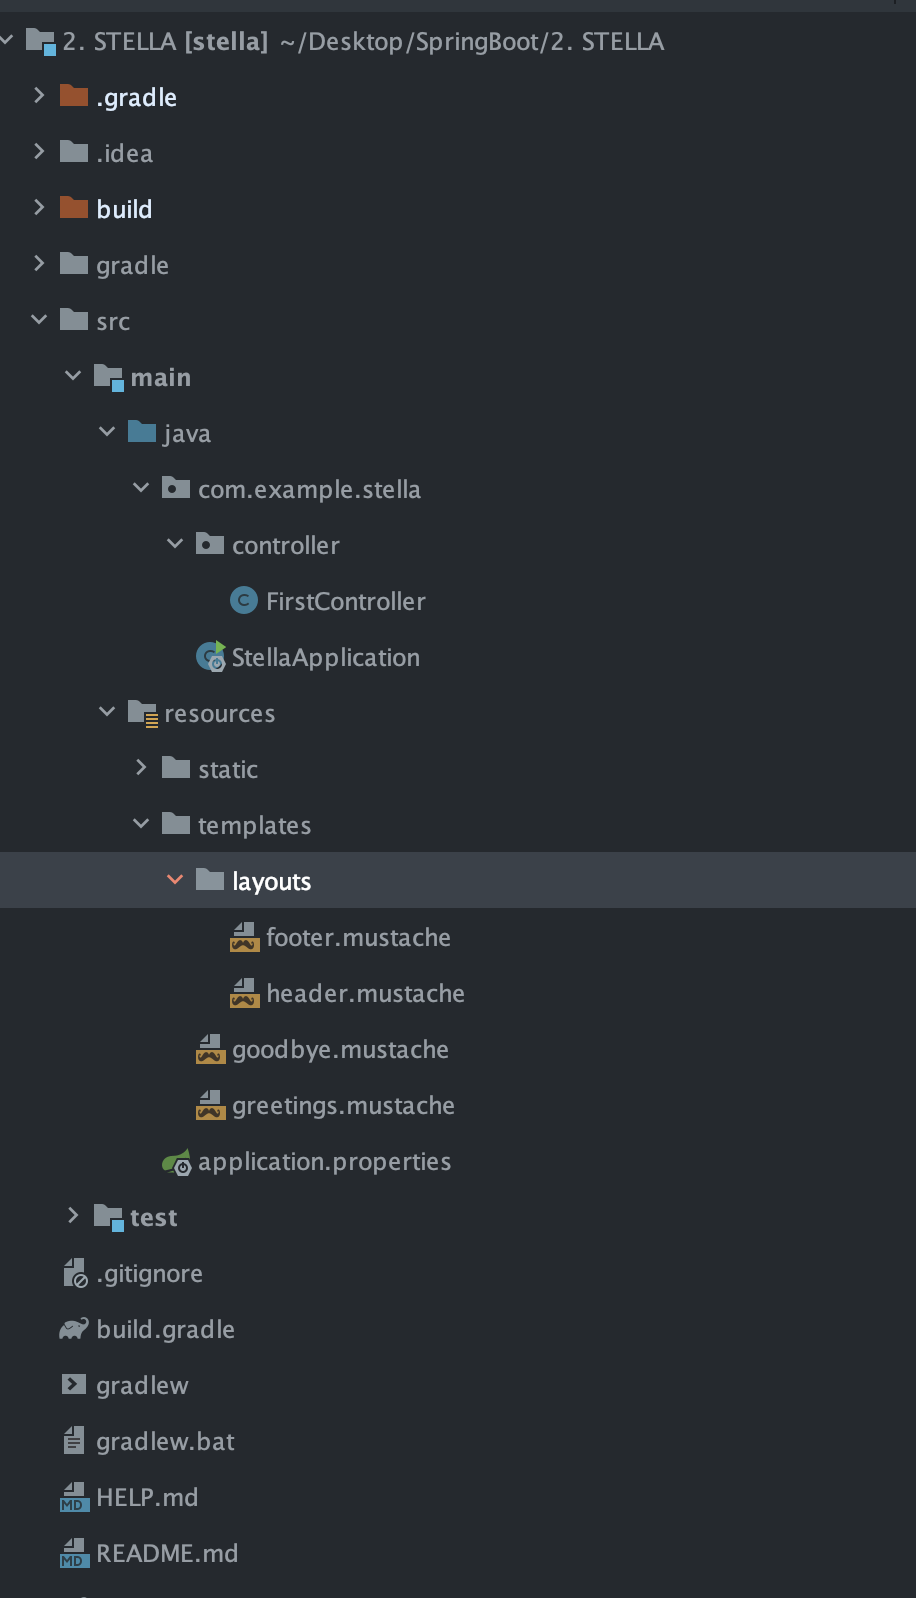 2. STELLA [stella] ~/Desktop/SpringBoot/2. STELLA
.gradle
.idea
build
gradle
src
main
java
com.example.stella
controller
FirstController
StellaApplication
resources
static
templates
layouts
footer.mustache
header.mustache
goodbye.mustache
greetings.mustache
application.properties
test
.gitignore
build.gradle
gradlew
gradlew.bat
HELP.md
README.md